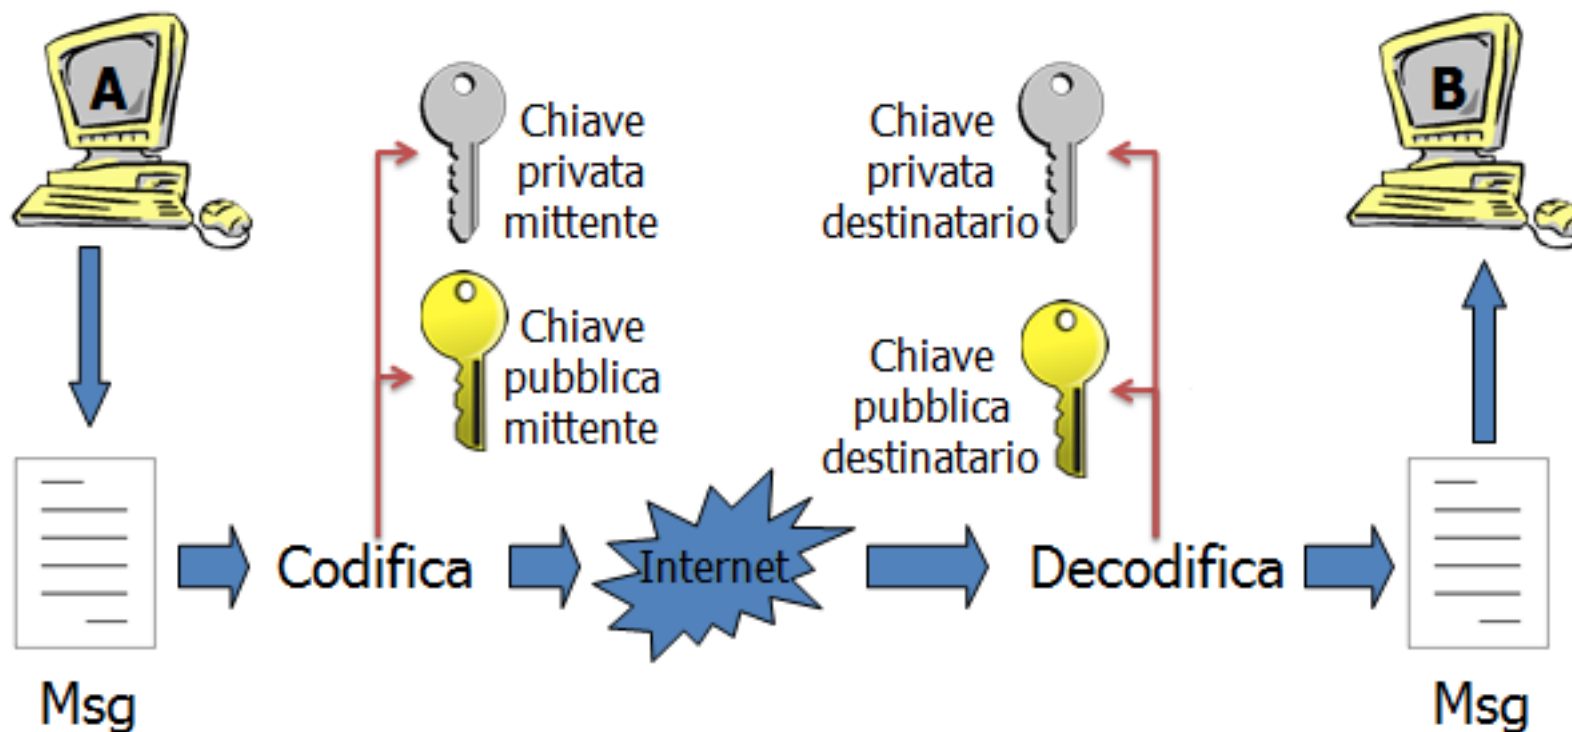 A
B
Chiave
privata
mittente
Chiave
privata
destinatario
Chiave
pubblica
mittente
Chiave
pubblica
destinatario
Codifica
Internet
Decodifica
Msg
Msg